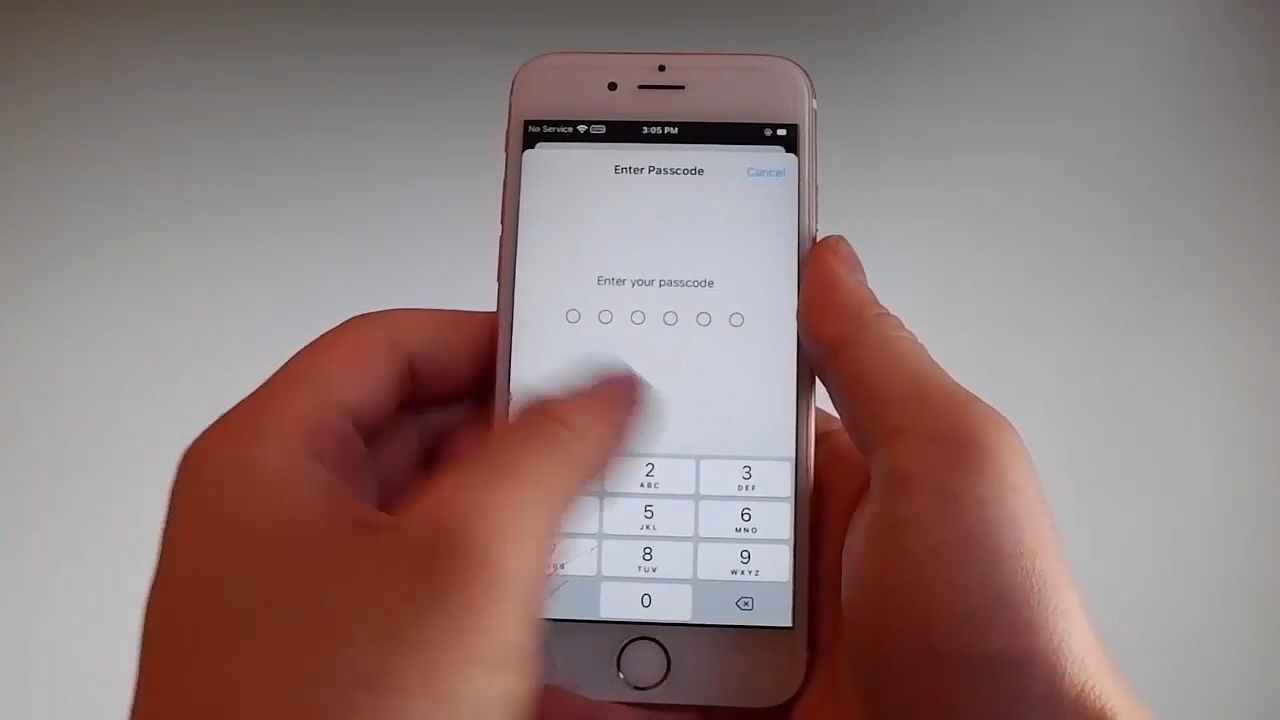 No Service 3:05 PM
Enter Passcode Cancel
Enter your passcode
2 3
ABC DEF
5 6
JKL MNO
8 9
TUV WXYZ
0